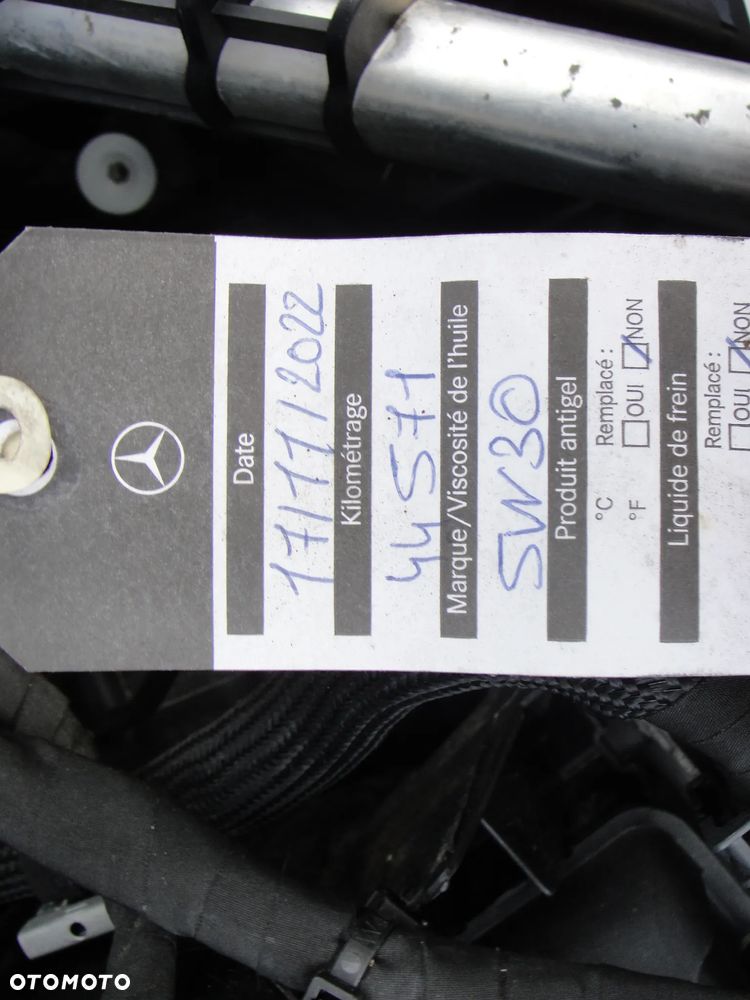 Date
17/11/2022
Kilométrage
44571
Marque/Viscosité de l'huile
5W30
Produit antigel
°C
°F
Remplacé :
OUI
NON
Liquide de frein
Remplacé :
OUI
NON
OTOMOTO